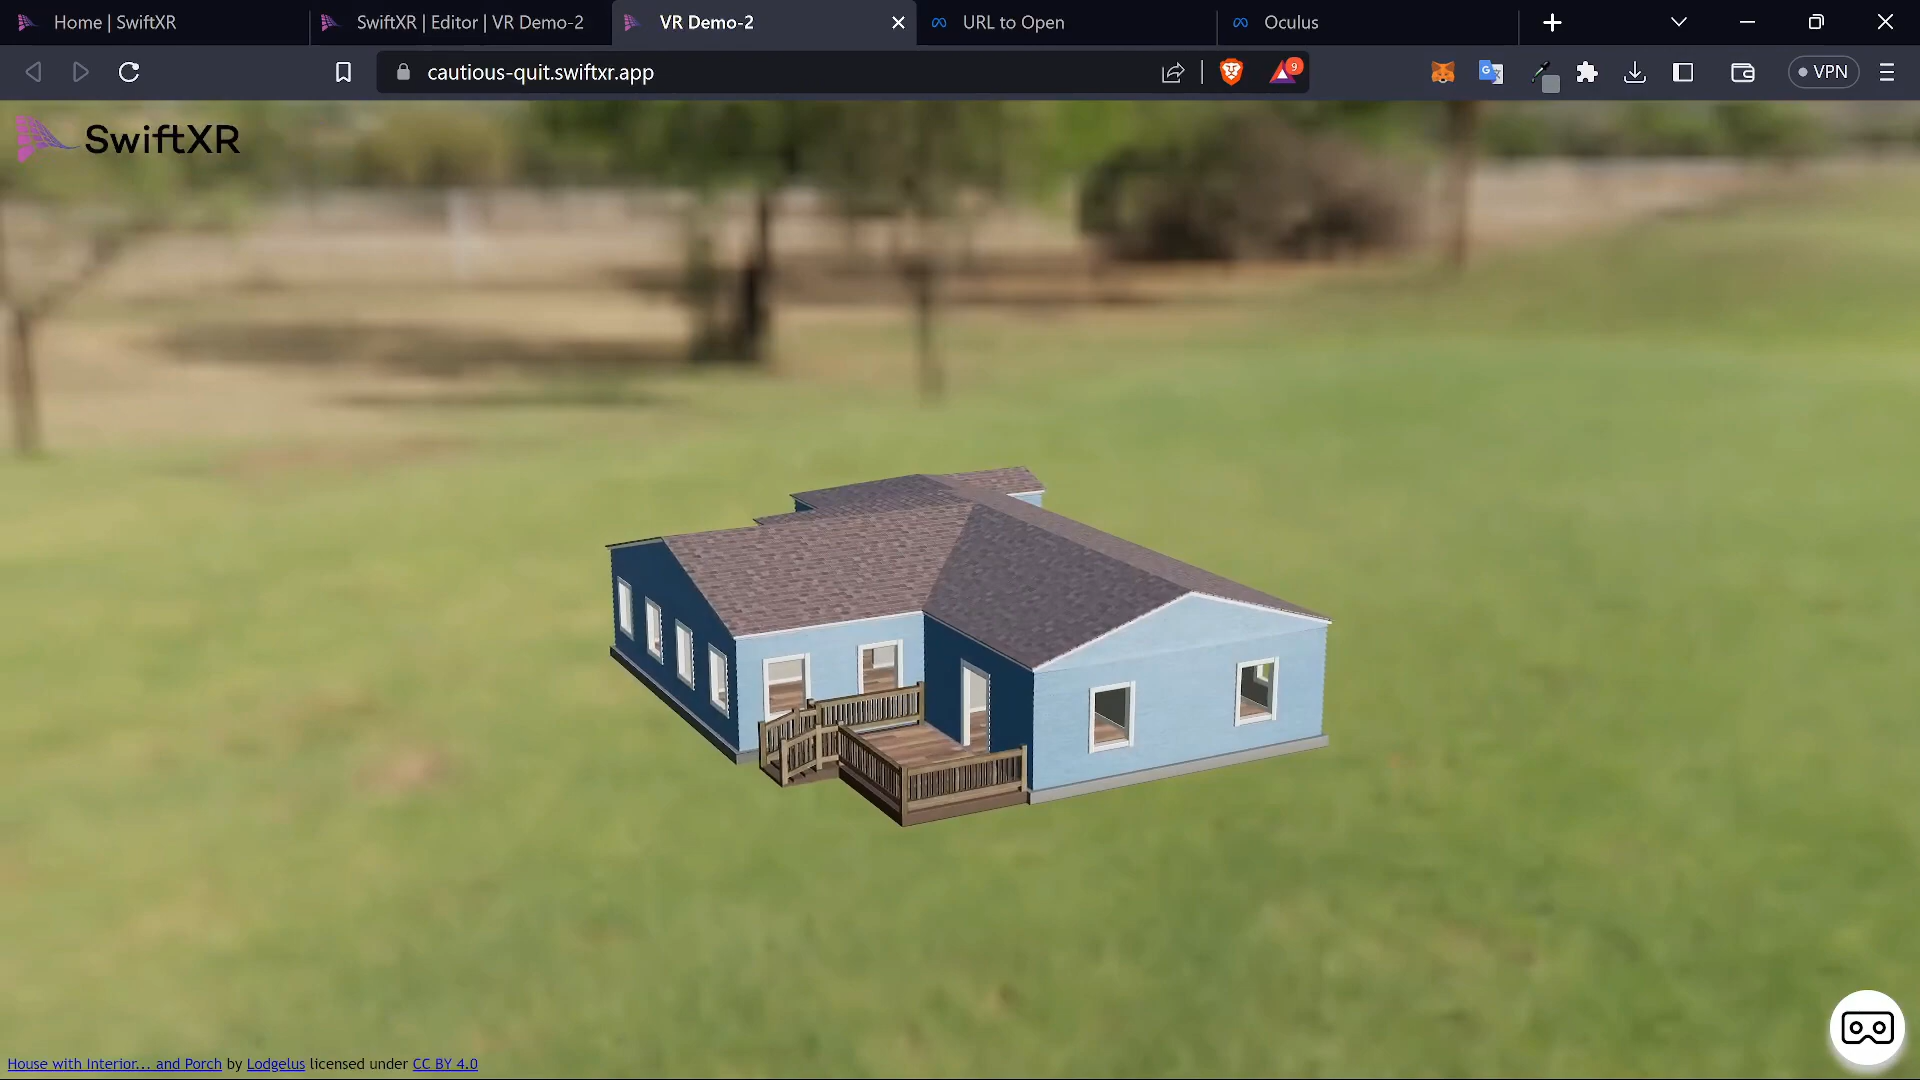 Home | SwiftXR
SwiftXR | Editor | VR Demo-2
VR Demo-2
URL to Open
Oculus
cautious-quit.swiftxr.app
9
VPN
SwiftXR
House with Interior... and Porch by Lodgelus licensed under CC BY 4.0